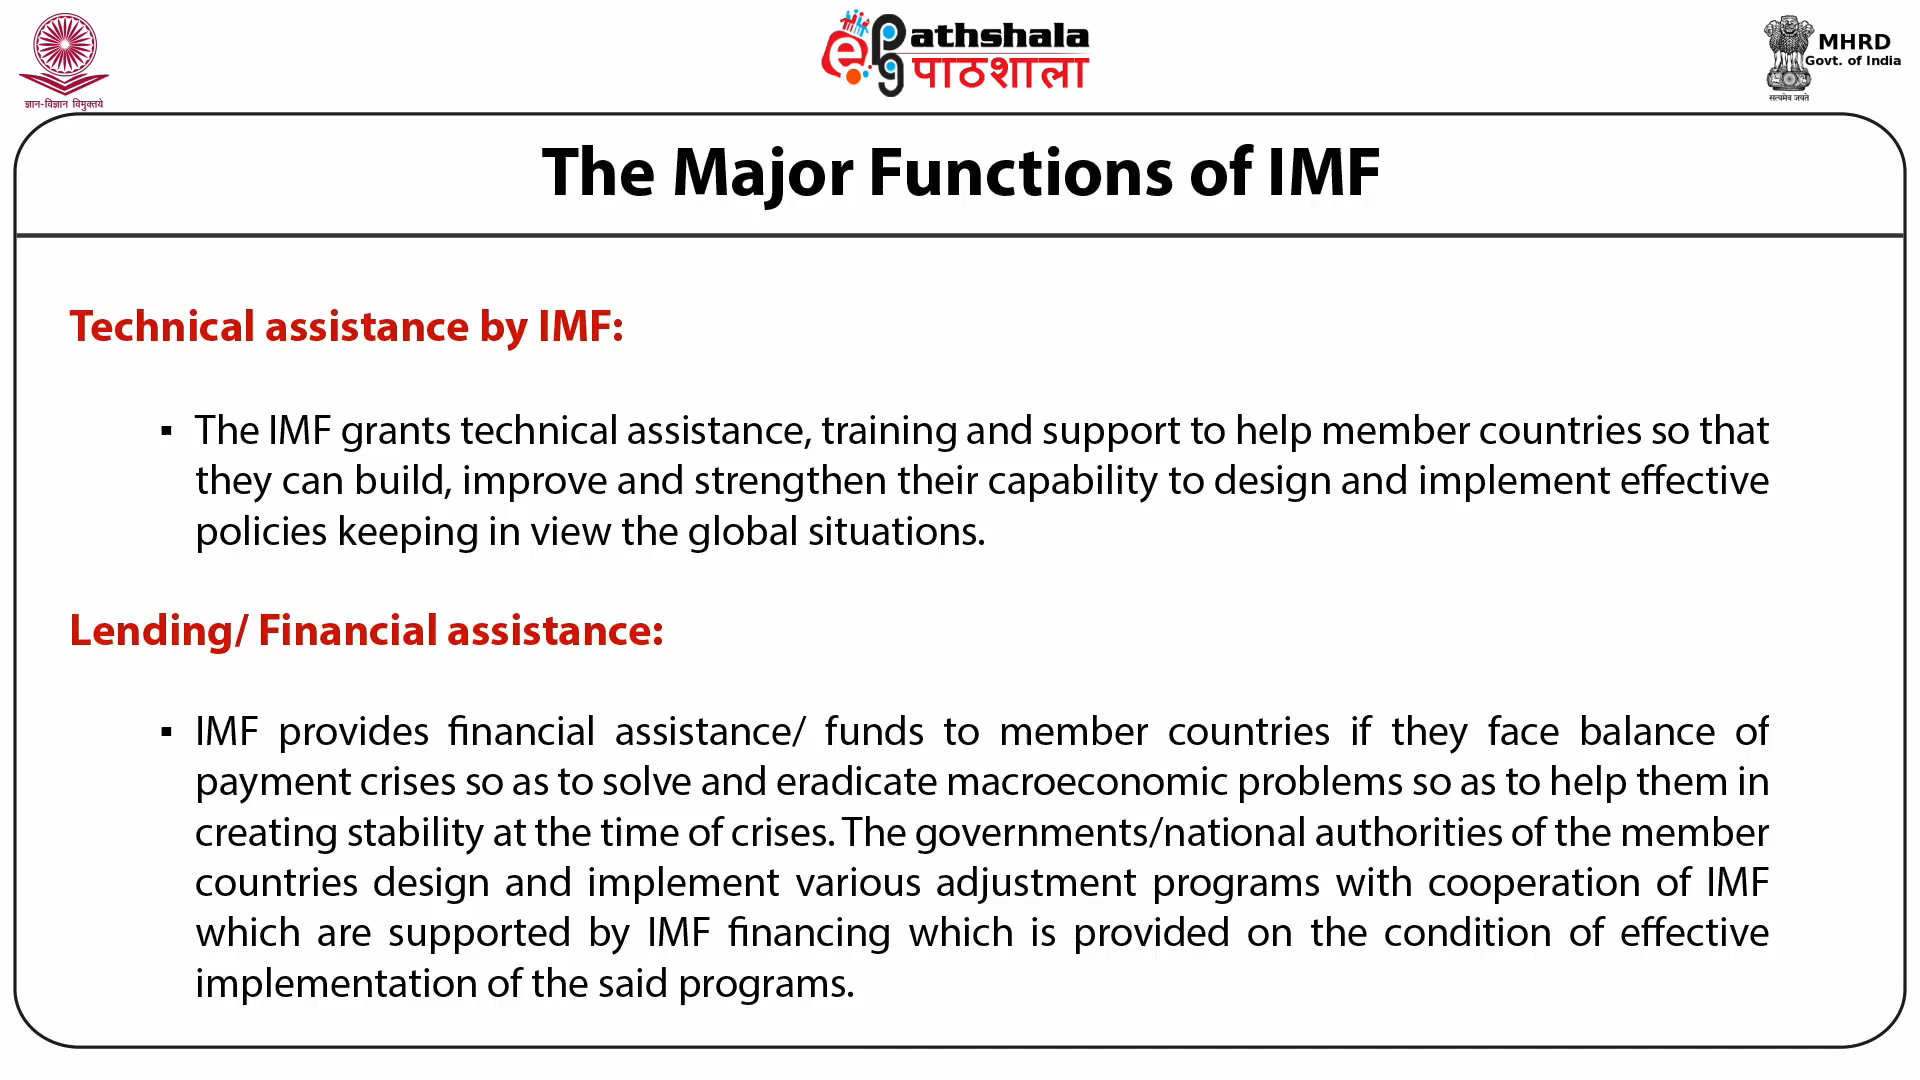 ज्ञान-विज्ञान विमुक्तये
e Pathshala
पाठशाला
MHRD
Govt. of India
सत्यमेव जयते
The Major Functions of IMF
Technical assistance by IMF:
▪ The IMF grants technical assistance, training and support to help member countries so that
they can build, improve and strengthen their capability to design and implement effective
policies keeping in view the global situations.
Lending/ Financial assistance:
▪ IMF provides financial assistance/ funds to member countries if they face balance of
payment crises so as to solve and eradicate macroeconomic problems so as to help them in
creating stability at the time of crises. The governments/national authorities of the member
countries design and implement various adjustment programs with cooperation of IMF
which are supported by IMF financing which is provided on the condition of effective
implementation of the said programs.